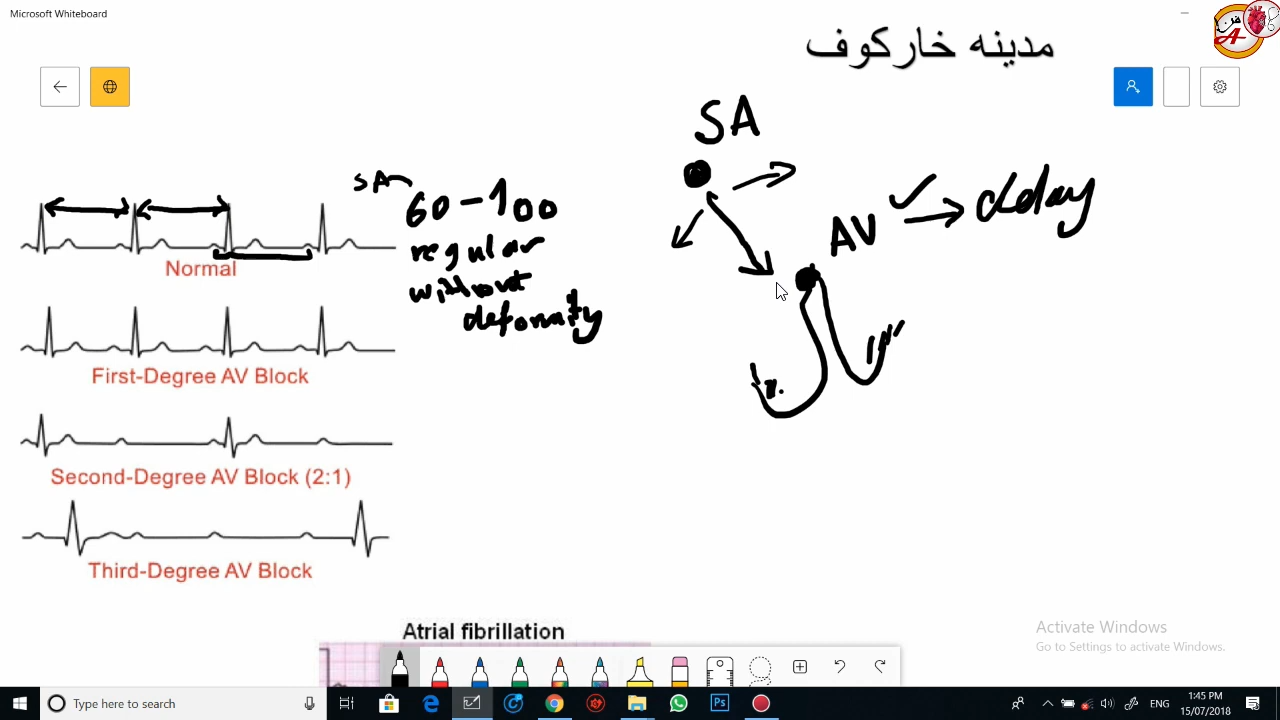 Microsoft Whiteboard
مدينه خاركوف
SA
SA
60-100
regular
without
deformity
AV
delay
Normal
First-Degree AV Block
Second-Degree AV Block (2:1)
Third-Degree AV Block
Atrial fibrillation
Activate Windows
Go to Settings to activate Windows.
Type here to search
ENG
1:45 PM
15/07/2018